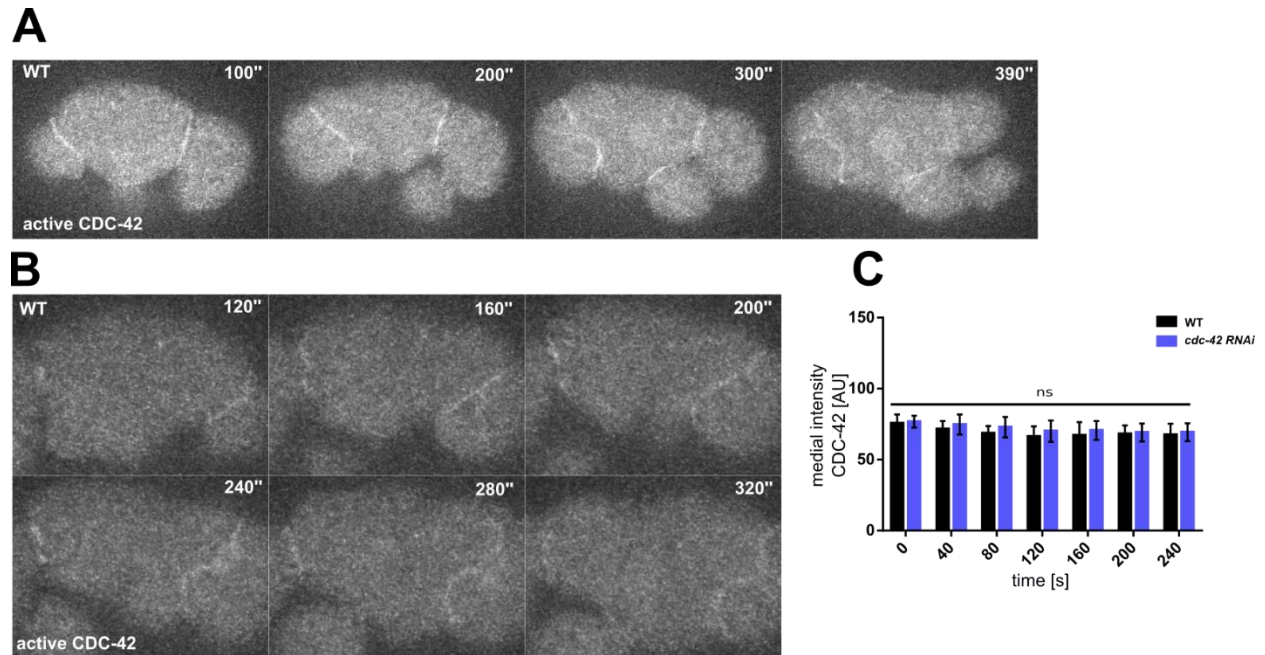 A
WT 100" 200" 300" 390"
active CDC-42
B
WT 120" 160" 200"
240" 280" 320"
active CDC-42
C
WT
cdc-42 RNAi
medial intensity
CDC-42 [AU]
150
100
50
0
ns
0 40 80 120 160 200 240
time [s]